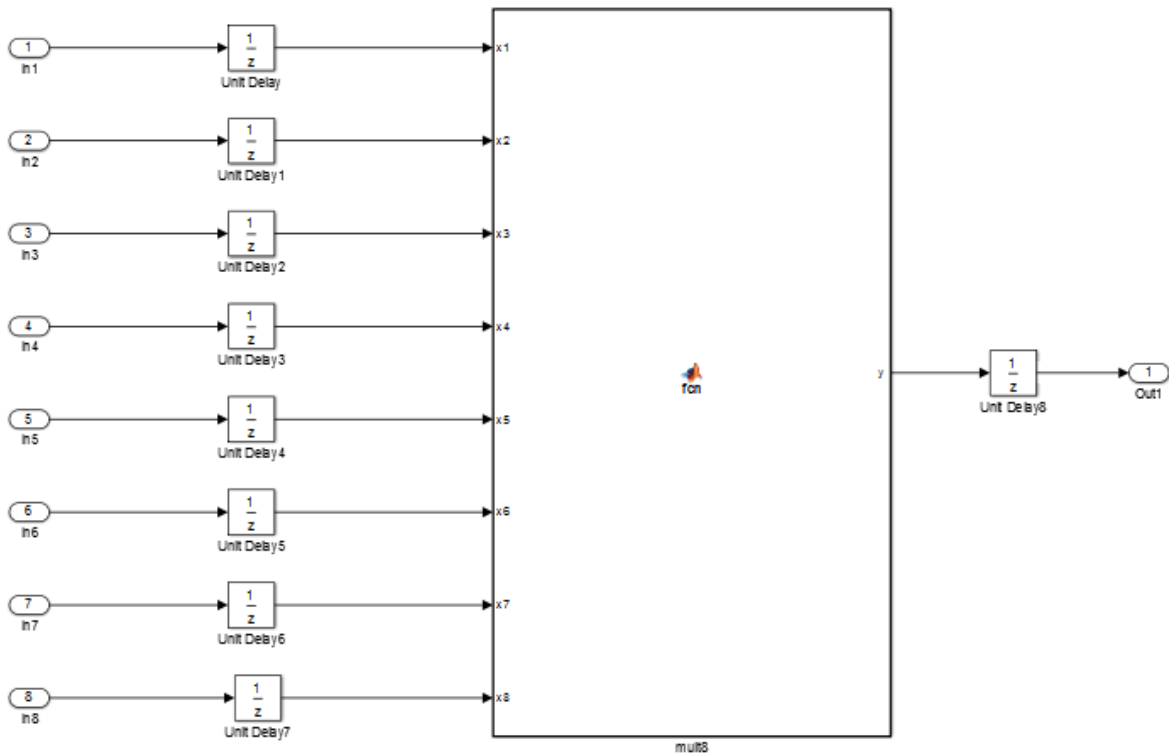 1
In1
1
z
Unit Delay
x1
2
In2
1
z
Unit Delay1
x2
3
In3
1
z
Unit Delay2
x3
4
In4
1
z
Unit Delay3
x4
5
In5
1
z
Unit Delay4
x5
6
In6
1
z
Unit Delay5
x6
7
In7
1
z
Unit Delay6
x7
8
In8
1
z
Unit Delay7
x8
fcn
y
mult8
1
z
Unit Delay8
1
Out1